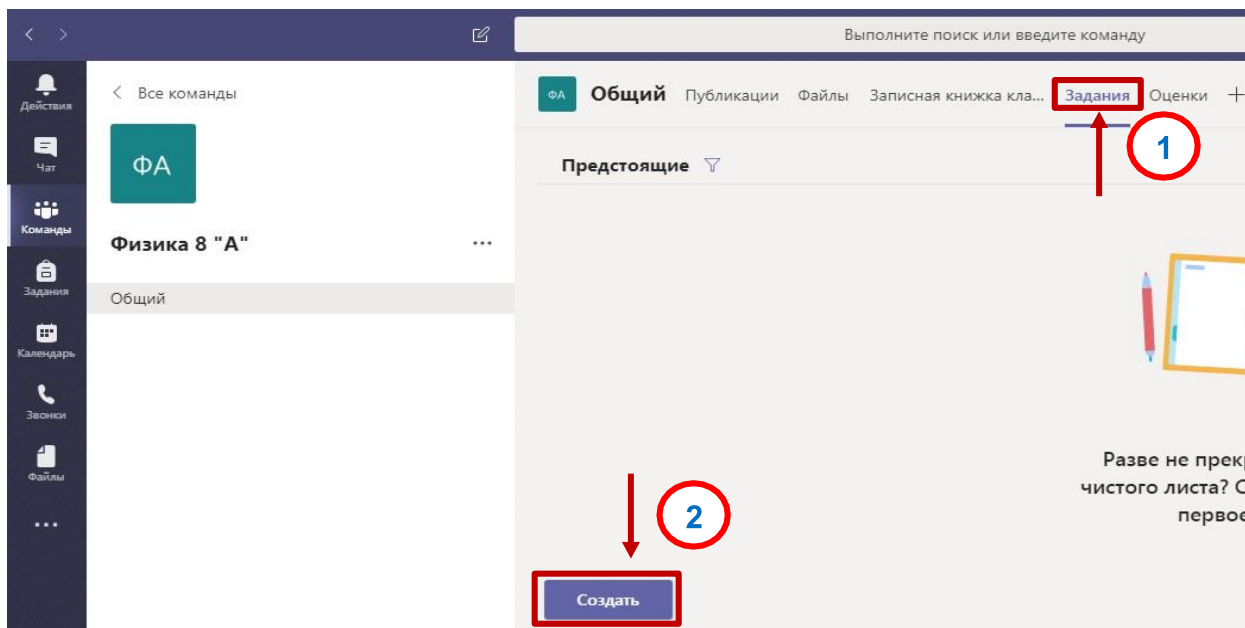 Выполните поиск или введите команду
Действия
Чат
Команды
Задания
Календарь
Звонки
Файлы
Все команды
ФА
Физика 8 "А"
Общий
ФА Общий Публикации Файлы Записная книжка кла... Задания Оценки
1
Предстоящие
Разве не прек
чистого листа? С
первое
2
Создать